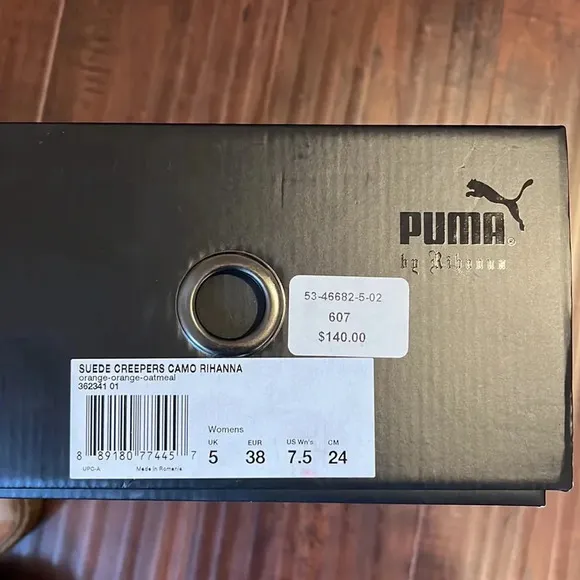 PUMA®
by Rihanna
53-46682-5-02
607
$140.00
SUEDE CREEPERS CAMO RIHANNA
orange-orange-oatmeal
362341 01
8 89180 77445 7
UPC-A Made in Romania
Womens
UK EUR US Wn's CM
5 38 7.5 24